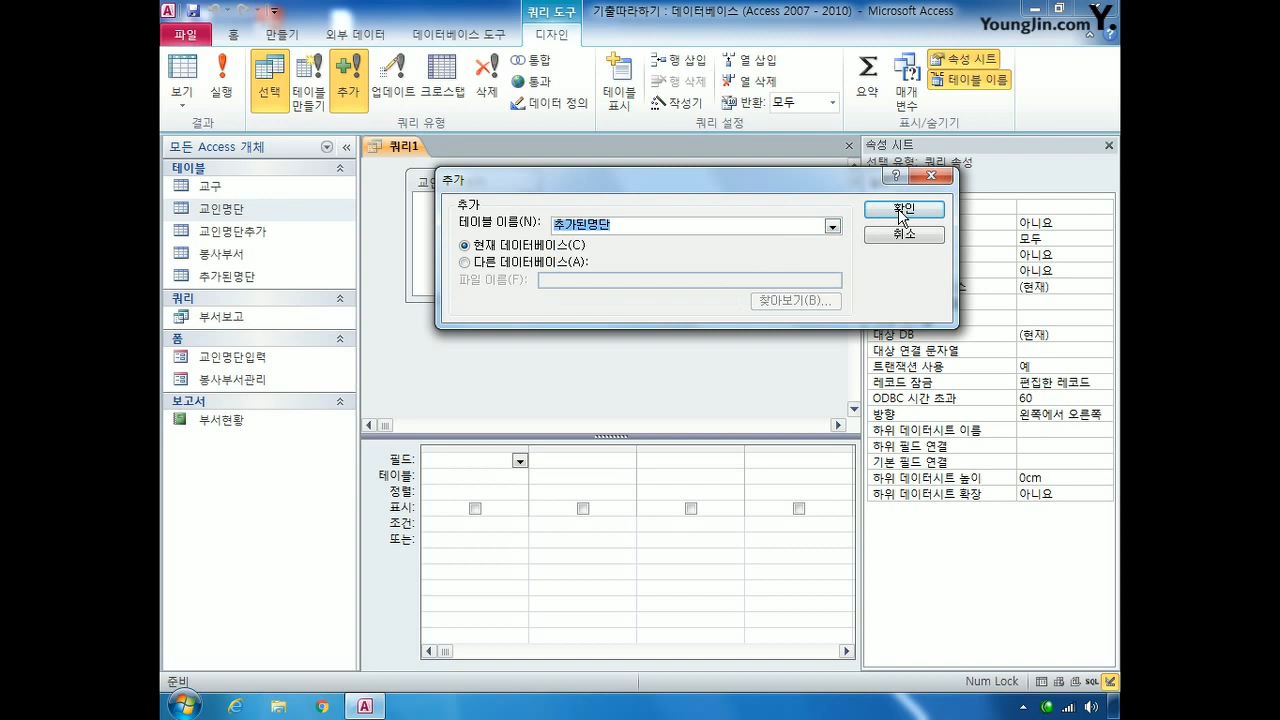 쿼리 도구
기출따라하기 : 데이터베이스 (Access 2007 - 2010) - Microsoft Access
Younglin.com Y.
파일
홈
만들기
외부 데이터
데이터베이스 도구
디자인
보기
실행
선택
테이블 만들기
추가
업데이트
크로스탭
삭제
통합
통과
데이터 정의
테이블 표시
행 삽입
행 삭제
작성기
열 삽입
열 삭제
반환: 모두
요약
매개 변수
속성 시트
테이블 이름
결과
쿼리 유형
쿼리 설정
표시/숨기기
모든 Access 개체
테이블
교구
교인명단
교인명단추가
봉사부서
추가된명단
쿼리
부서보고
폼
교인명단입력
봉사부서관리
보고서
부서현황
쿼리1
추가
추가
테이블 이름(N): 추가된명단
현재 데이터베이스(C)
다른 데이터베이스(A):
파일 이름(F):
찾아보기(B)...
확인
취소
필드:
테이블:
정렬:
표시:
조건:
또는:
속성 시트
선택 유형: 쿼리 속성
아니요
모두
아니요
아니요
(현재)
대상 DB (현재)
대상 연결 문자열
트랜잭션 사용 예
레코드 잠금 편집한 레코드
ODBC 시간 초과 60
방향 왼쪽에서 오른쪽
하위 데이터시트 이름
하위 필드 연결
기본 필드 연결
하위 데이터시트 높이 0cm
하위 데이터시트 확장 아니요
준비
Num Lock
SQL